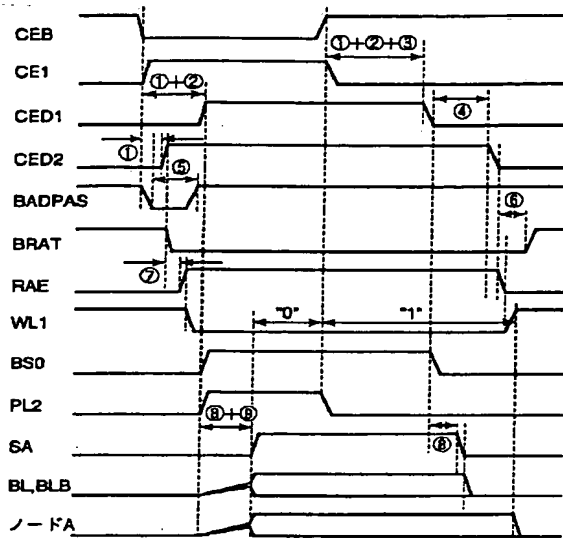 CEB
CE1
①+②+③
①+②
CED1
④
CED2
①
⑤
BADPAS
⑥
BRAT
⑦
RAE
WL1
"0"
"1"
BS0
PL2
⑧+⑧
SA
⑧
BL,BLB
ノードA